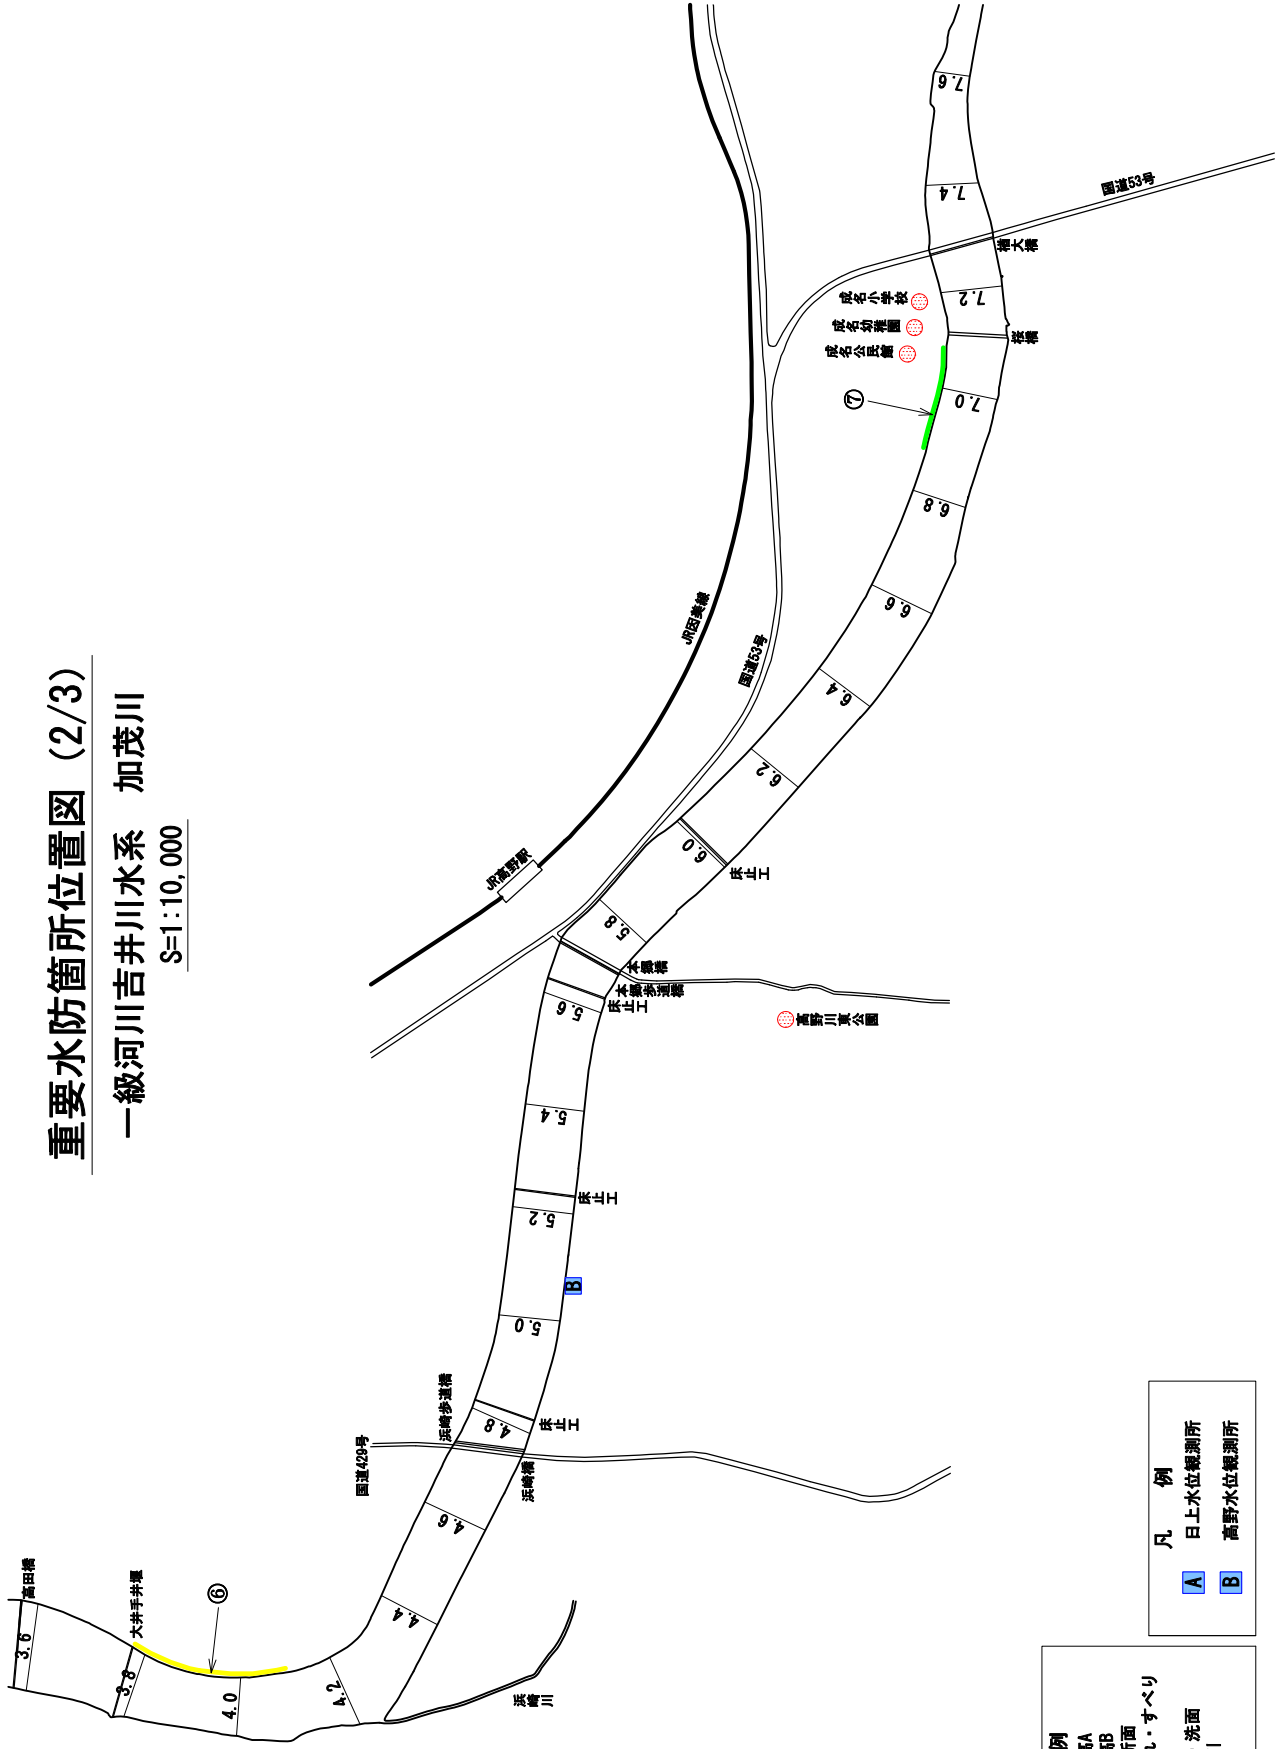 重要水防箇所位置図 (2/3)
一級河川吉井川水系　加茂川
S=1:10,000
高田橋
3.6
大井手井堰
3.8
⑥
4.0
4.2
浜崎川
4.4
4.6
国道429号
浜崎歩道橋
浜崎橋
4.8
床止工
5.0
B
5.2
床止工
5.4
5.6
床止工
本郷歩道橋
本郷橋
高野川東公園
JR高野駅
5.8
6.0
床止工
6.2
国道53号
JR因美線
6.4
6.6
6.8
⑦
7.0
成名公民館
成名幼稚園
成名小学校
桜橋
7.2
楢大橋
国道53号
7.4
7.6
凡　例
A 日上水位観測所
B 高野水位観測所
例
A
B
面
・すべり
洗面